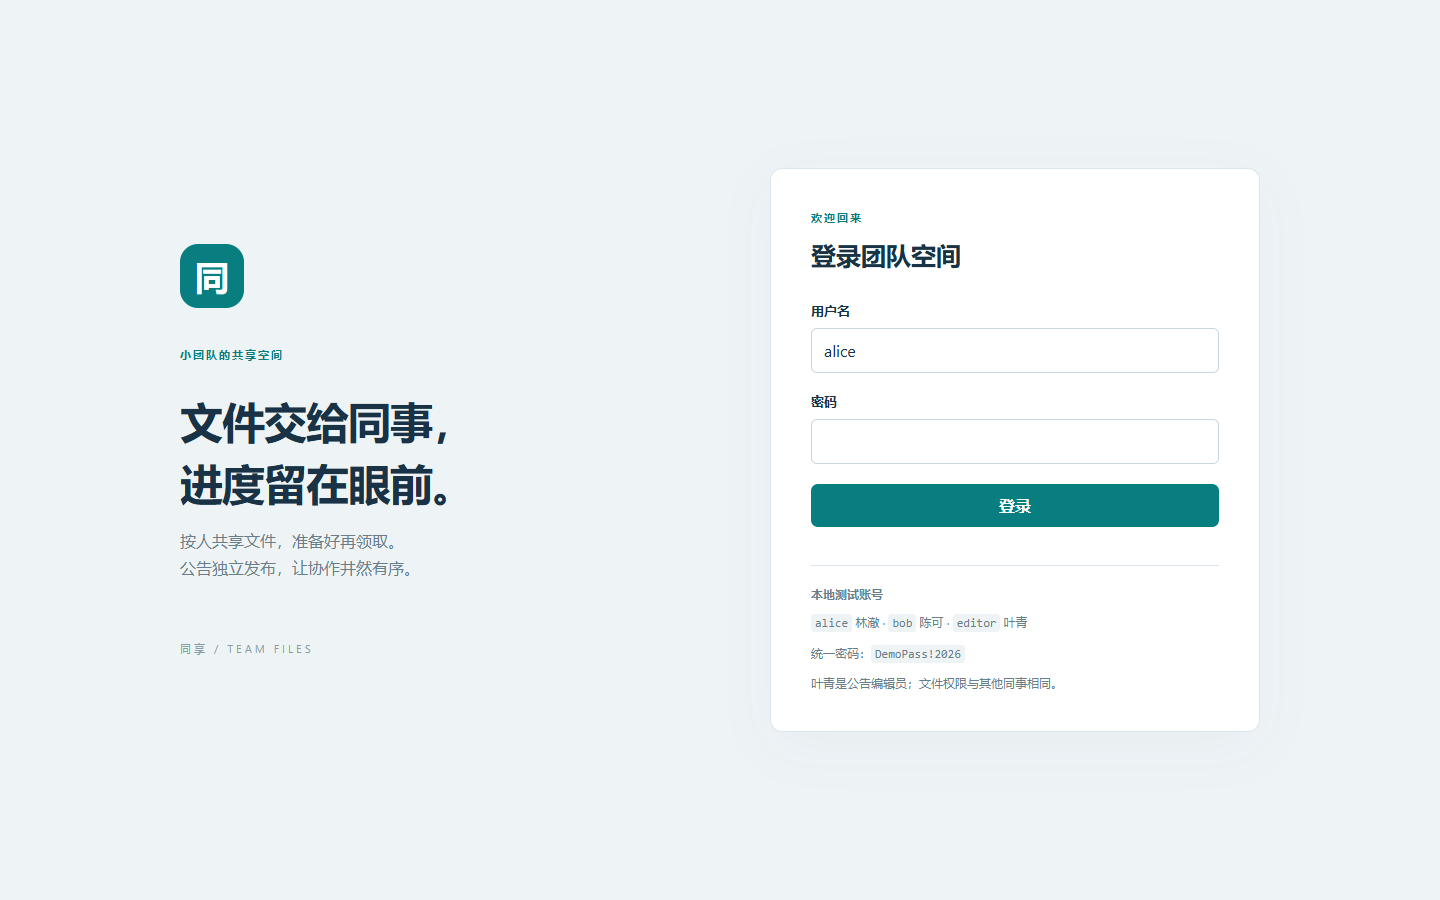 同
小团队的共享空间
文件交给同事，
进度留在眼前。
按人共享文件，准备好再领取。
公告独立发布，让协作井然有序。
同享 / TEAM FILES
欢迎回来
登录团队空间
用户名
alice
密码
登录
本地测试账号
alice 林澈 · bob 陈可 · editor 叶青
统一密码： DemoPass!2026
叶青是公告编辑员；文件权限与其他同事相同。